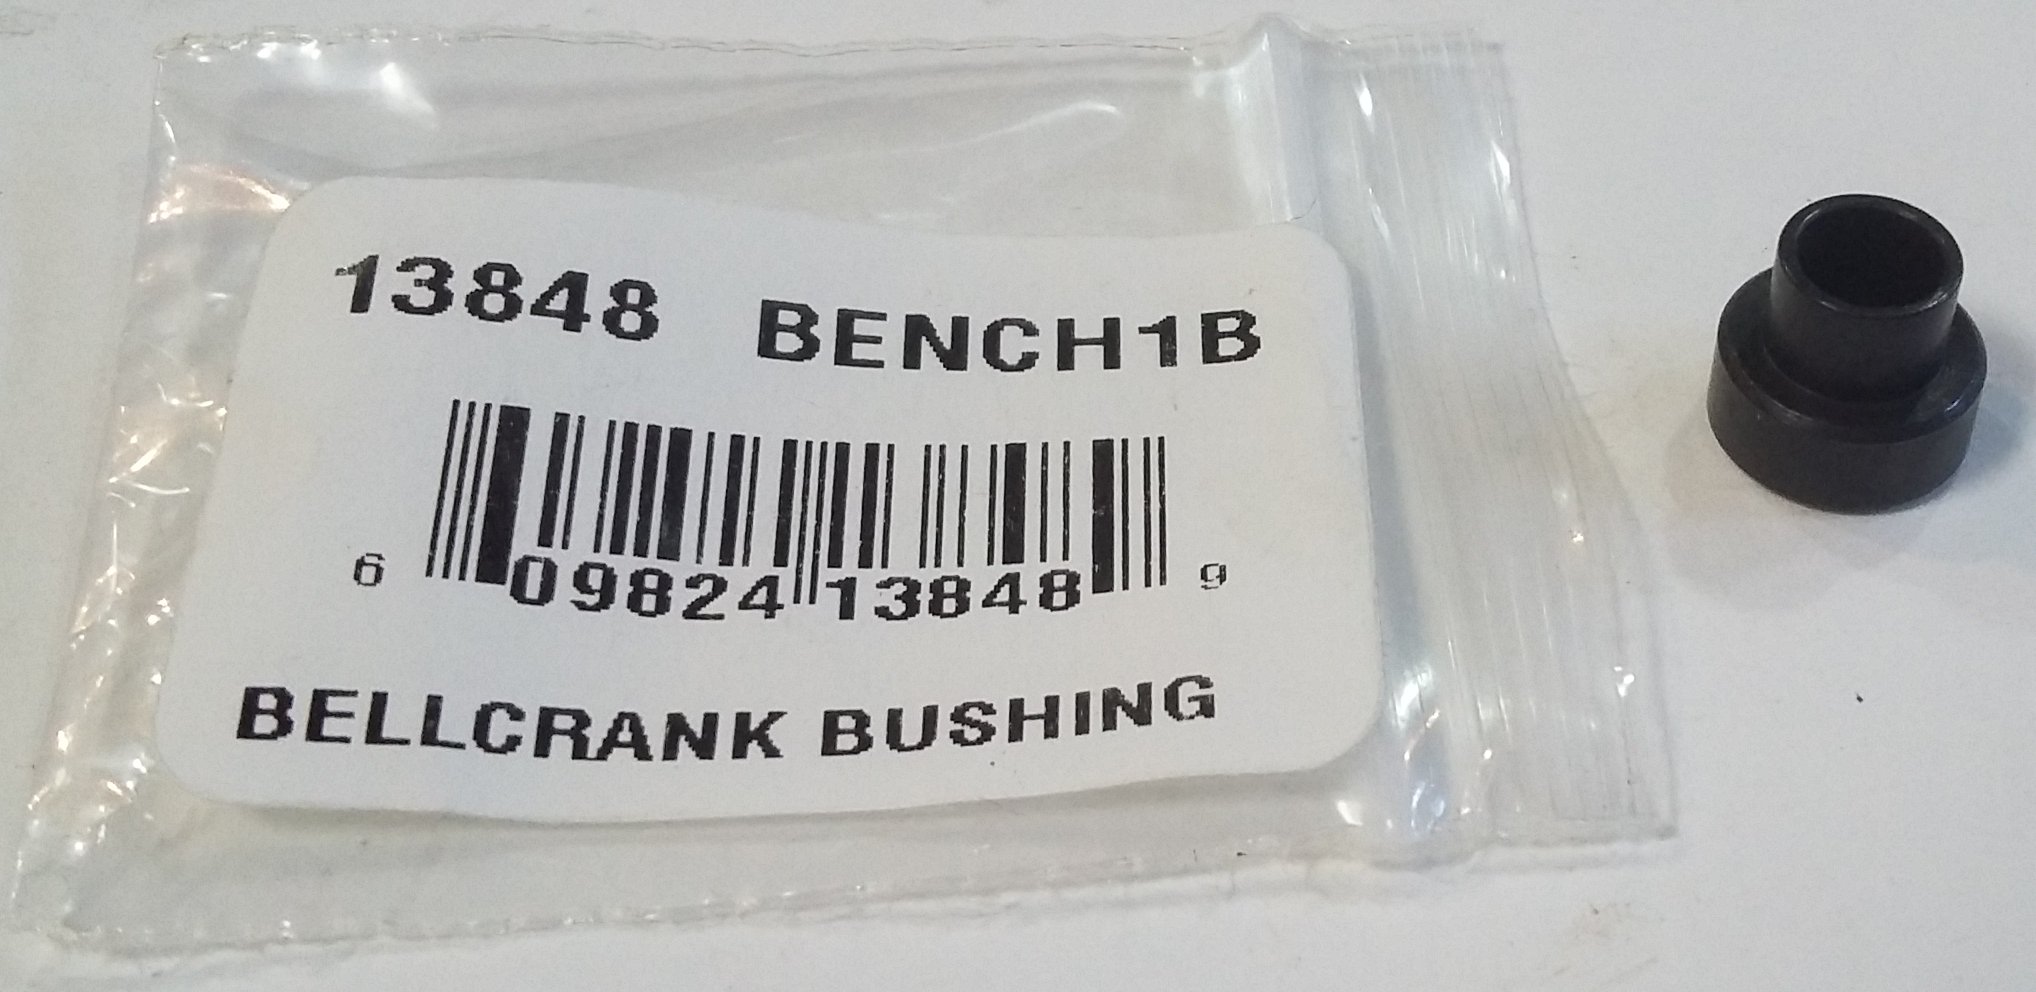 13848 BENCH1B
6 09824 13848 9
BELLCRANK BUSHING